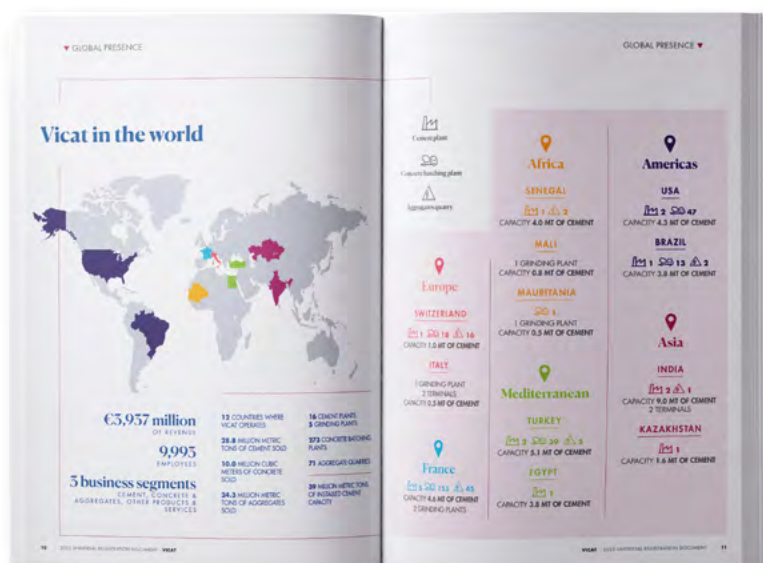 GLOBAL PRESENCE
GLOBAL PRESENCE
Vicat in the world
€3,937 million
OF REVENUE
9,993
EMPLOYEES
3 business segments
CEMENT, CONCRETE &
AGGREGATES, OTHER PRODUCTS &
SERVICES
12 COUNTRIES WHERE
VICAT OPERATES
28.8 MILLION METRIC
TONS OF CEMENT SOLD
10.0 MILLION CUBIC
METERS OF CONCRETE
SOLD
24.3 MILLION METRIC
TONS OF AGGREGATES
SOLD
16 CEMENT PLANTS
5 GRINDING PLANTS
273 CONCRETE BATCHING
PLANTS
71 AGGREGATE QUARRIES
39 MILLION METRIC TONS
OF INSTALLED CEMENT
CAPACITY
Cement plant
Concrete batching plant
Aggregates quarry
Europe
SWITZERLAND
1 18 16
CAPACITY 1.0 MT OF CEMENT
ITALY
1 GRINDING PLANT
2 TERMINALS
CAPACITY 0.5 MT OF CEMENT
France
5 155 45
CAPACITY 4.6 MT OF CEMENT
2 GRINDING PLANTS
Africa
SENEGAL
1 2
CAPACITY 4.0 MT OF CEMENT
MALI
1 GRINDING PLANT
CAPACITY 0.8 MT OF CEMENT
MAURITANIA
1
1 GRINDING PLANT
CAPACITY 0.5 MT OF CEMENT
Mediterranean
TURKEY
2 39 5
CAPACITY 5.1 MT OF CEMENT
EGYPT
1
CAPACITY 3.8 MT OF CEMENT
Americas
USA
2 47
CAPACITY 4.3 MT OF CEMENT
BRAZIL
1 13 2
CAPACITY 3.8 MT OF CEMENT
Asia
INDIA
2 1
CAPACITY 9.0 MT OF CEMENT
2 TERMINALS
KAZAKHSTAN
1
CAPACITY 1.6 MT OF CEMENT
10 2023 UNIVERSAL REGISTRATION DOCUMENT VICAT
VICAT 2023 UNIVERSAL REGISTRATION DOCUMENT 11